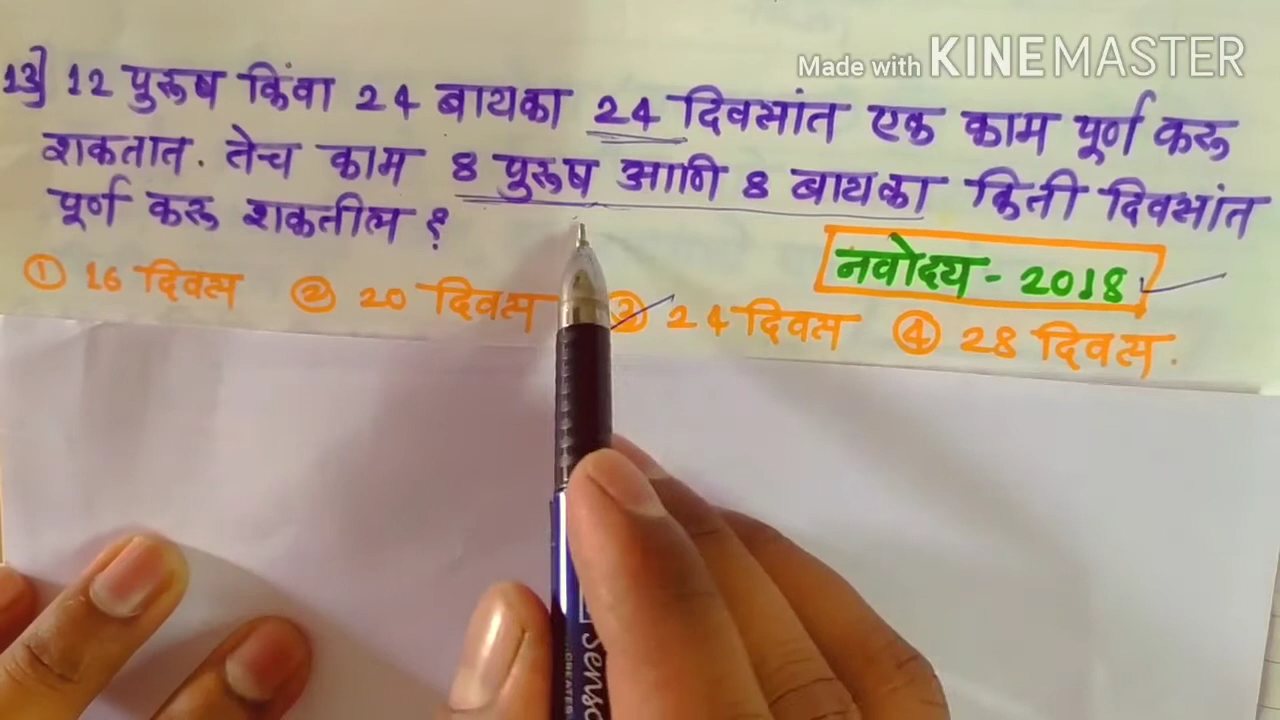 Made with KINEMASTER
13] 12 पुरूष किंवा 24 बायका 24 दिवसांत एक काम पूर्ण करू
शकतात. तेच काम 8 पुरूष आणि 8 बायका किती दिवसांत
पूर्ण करू शकतील ?
नवोदय - 2018
① 16 दिवस ② 20 दिवस ③ 24 दिवस ④ 28 दिवस.
Senso